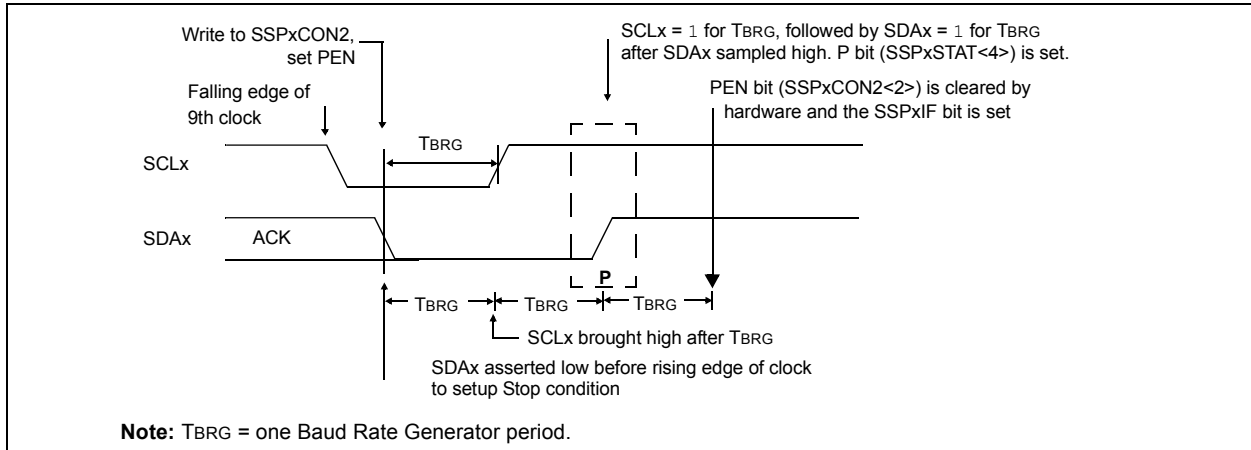 Write to SSPxCON2,
set PEN
SCLx = 1 for TBRG, followed by SDAx = 1 for TBRG
after SDAx sampled high. P bit (SSPxSTAT<4>) is set.
Falling edge of
9th clock
PEN bit (SSPxCON2<2>) is cleared by
hardware and the SSPxIF bit is set
TBRG
SCLx
SDAx
ACK
P
TBRG
TBRG
TBRG
SCLx brought high after TBRG
SDAx asserted low before rising edge of clock
to setup Stop condition
Note: TBRG = one Baud Rate Generator period.